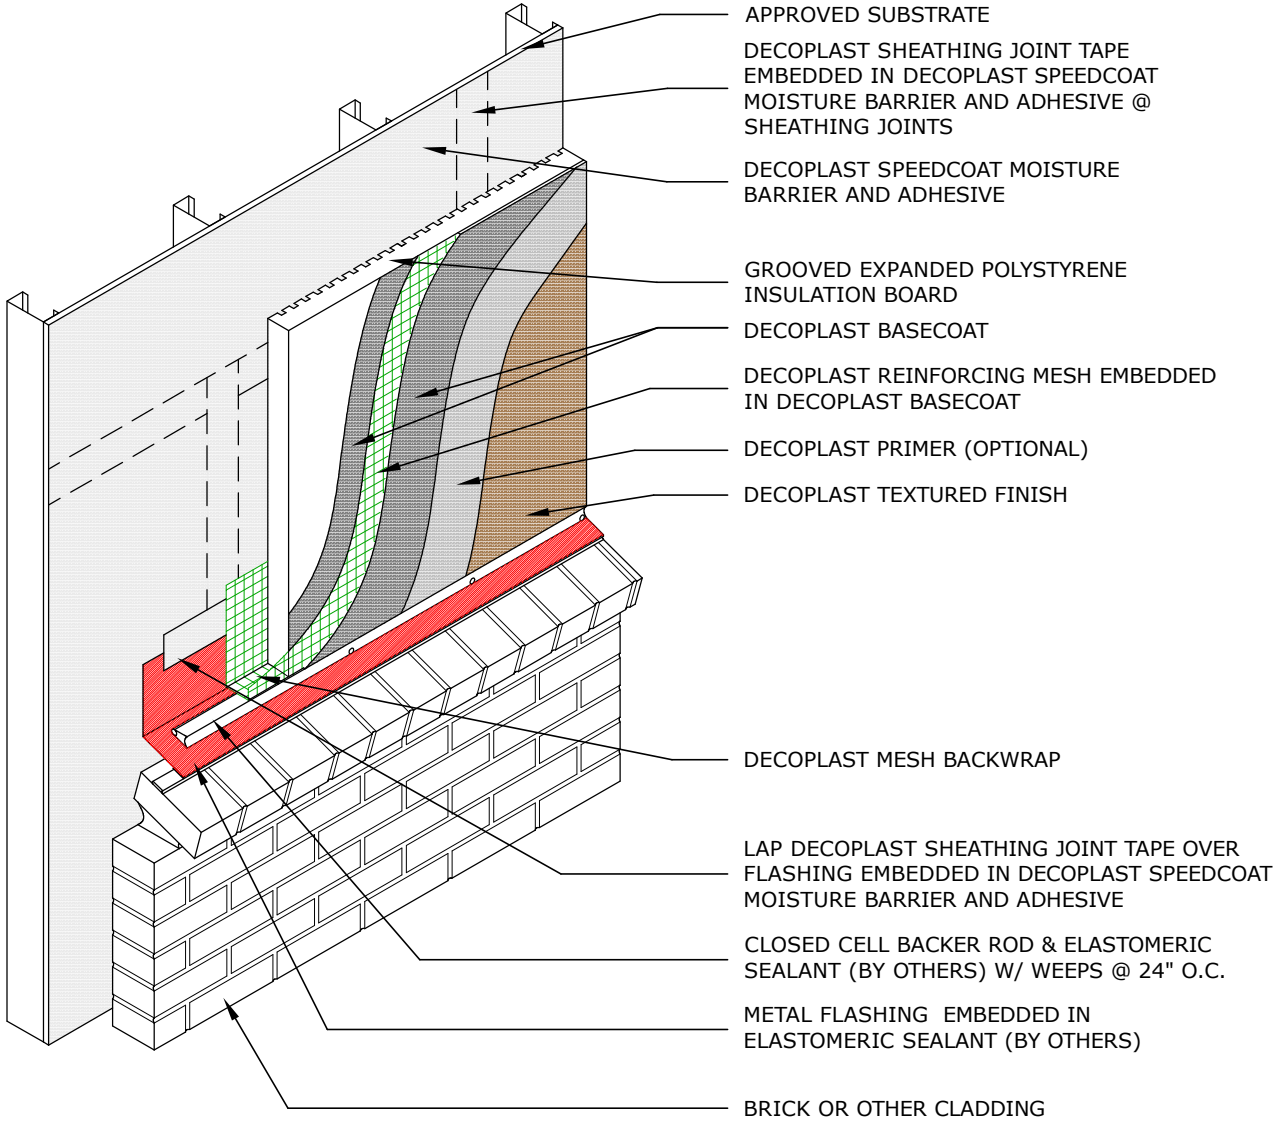 APPROVED SUBSTRATE
DECOPLAST SHEATHING JOINT TAPE
EMBEDDED IN DECOPLAST SPEEDCOAT
MOISTURE BARRIER AND ADHESIVE @
SHEATHING JOINTS
DECOPLAST SPEEDCOAT MOISTURE
BARRIER AND ADHESIVE
GROOVED EXPANDED POLYSTYRENE
INSULATION BOARD
DECOPLAST BASECOAT
DECOPLAST REINFORCING MESH EMBEDDED
IN DECOPLAST BASECOAT
DECOPLAST PRIMER (OPTIONAL)
DECOPLAST TEXTURED FINISH
DECOPLAST MESH BACKWRAP
LAP DECOPLAST SHEATHING JOINT TAPE OVER
FLASHING EMBEDDED IN DECOPLAST SPEEDCOAT
MOISTURE BARRIER AND ADHESIVE
CLOSED CELL BACKER ROD & ELASTOMERIC
SEALANT (BY OTHERS) W/ WEEPS @ 24" O.C.
METAL FLASHING EMBEDDED IN
ELASTOMERIC SEALANT (BY OTHERS)
BRICK OR OTHER CLADDING